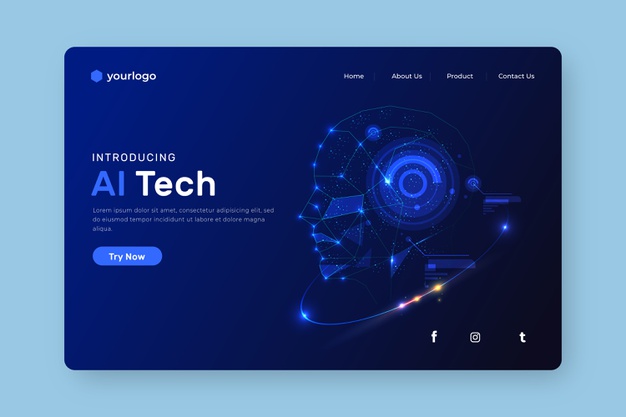 yourlogo
Home
About Us
Product
Contact Us
INTRODUCING
AI Tech
Lorem ipsum dolor sit amet, consectetur adipisicing elit, sed
do eiusmod tempor incididunt ut labore et dolore magna
aliqua.
Try Now